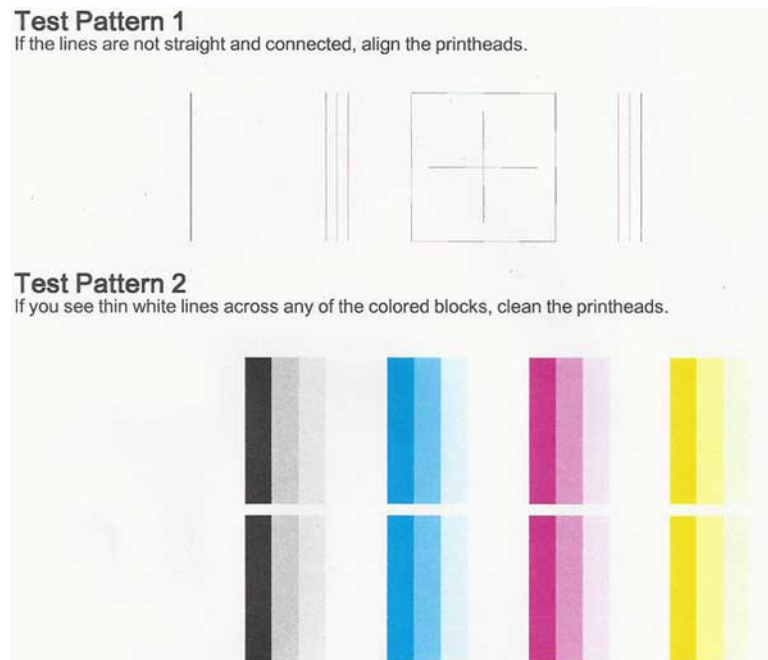 Test Pattern 1
If the lines are not straight and connected, align the printheads.
Test Pattern 2
If you see thin white lines across any of the colored blocks, clean the printheads.